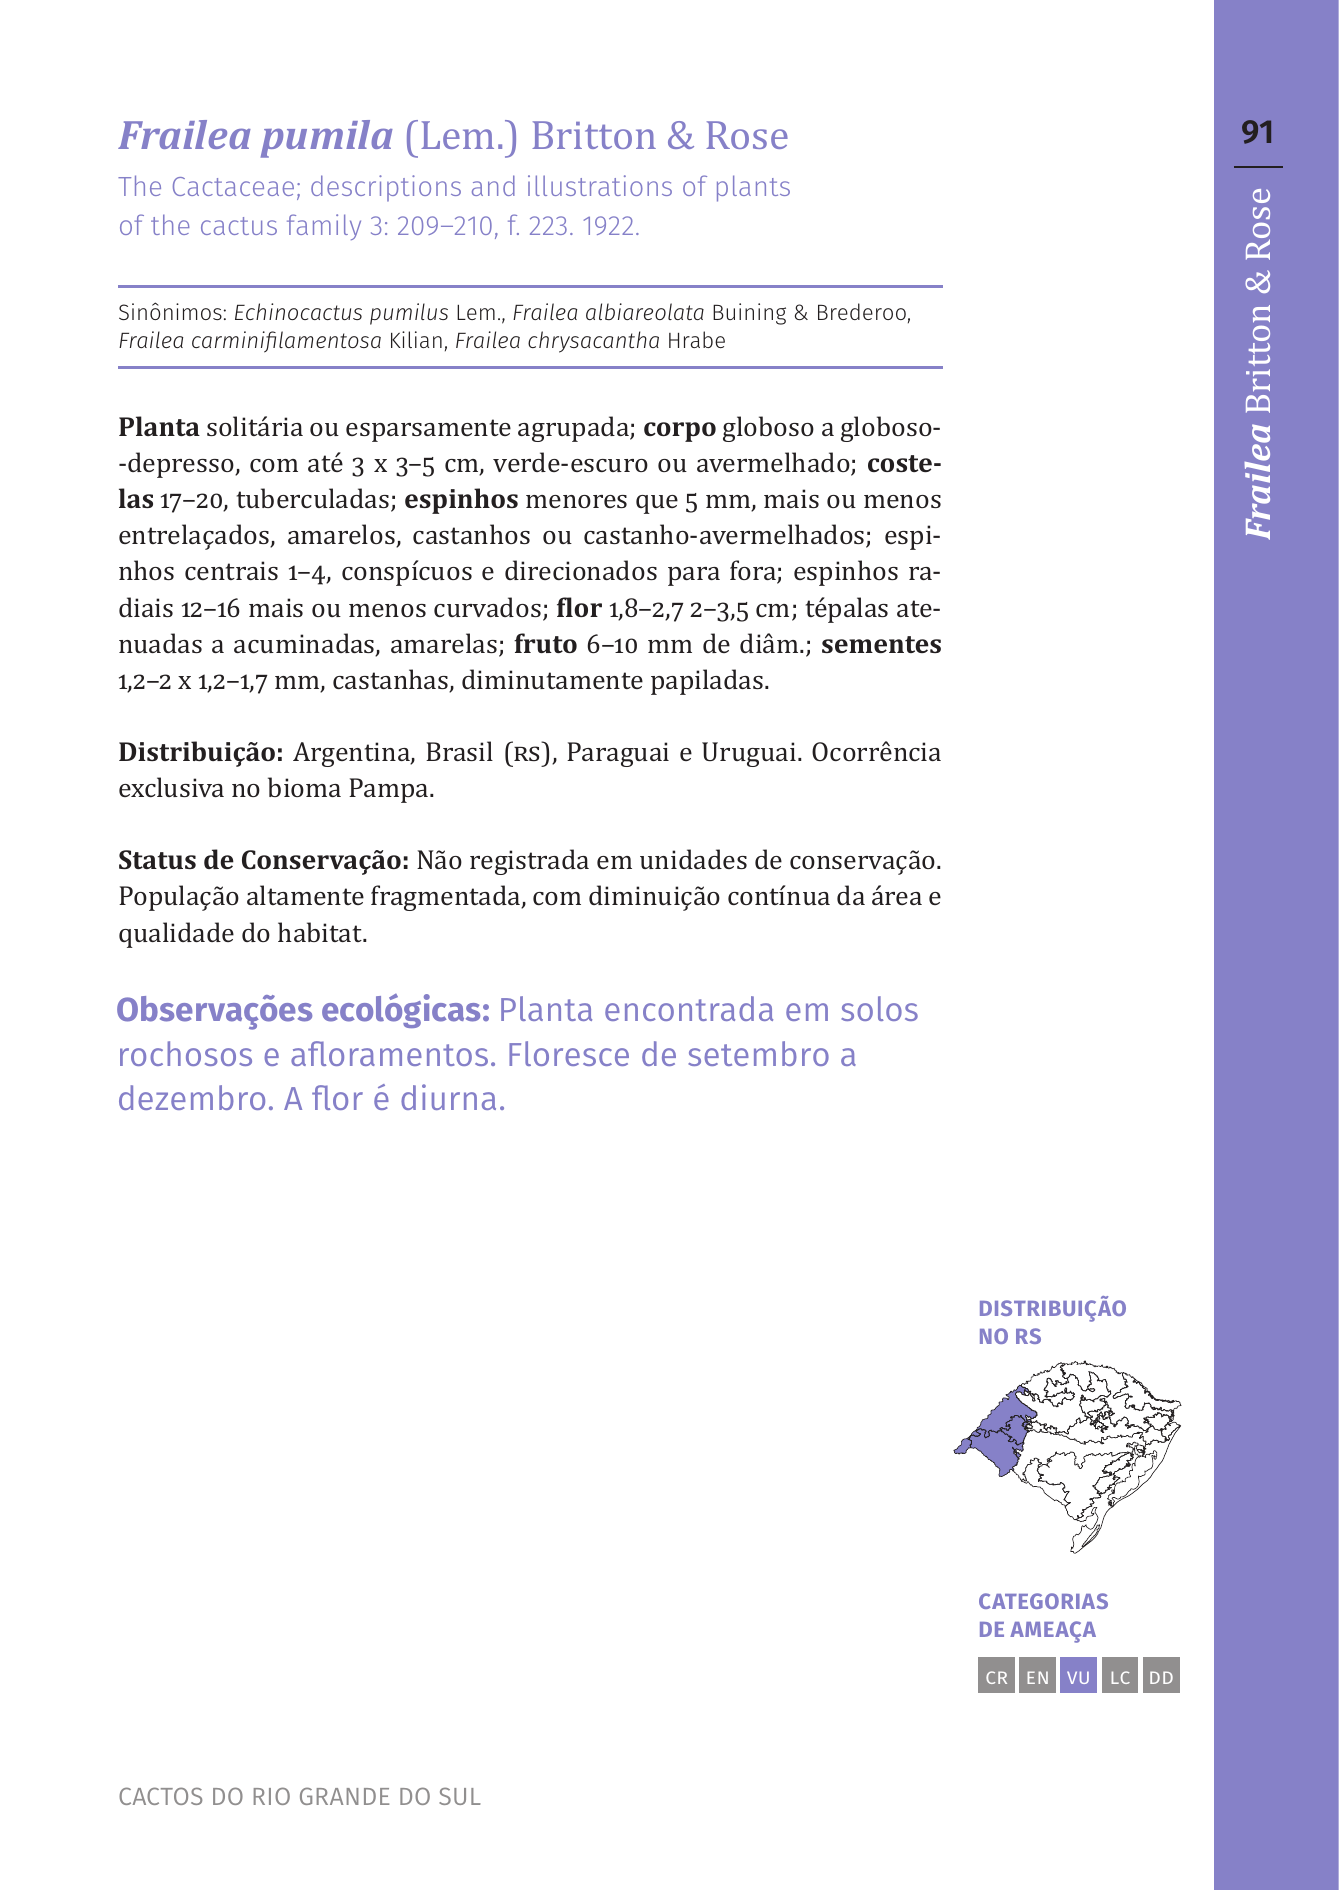 Frailea pumila (Lem.) Britton & Rose
The Cactaceae; descriptions and illustrations of plants
of the cactus family 3: 209–210, f. 223. 1922.
Sinônimos: Echinocactus pumilus Lem., Frailea albiareolata Buining & Brederoo,
Frailea carminifilamentosa Kilian, Frailea chrysacantha Hrabe
Planta solitária ou esparsamente agrupada; corpo globoso a globoso-
-depresso, com até 3 x 3–5 cm, verde-escuro ou avermelhado; coste-
las 17–20, tuberculadas; espinhos menores que 5 mm, mais ou menos
entrelaçados, amarelos, castanhos ou castanho-avermelhados; espi-
nhos centrais 1–4, conspícuos e direcionados para fora; espinhos ra-
diais 12–16 mais ou menos curvados; flor 1,8–2,7 2–3,5 cm; tépalas ate-
nuadas a acuminadas, amarelas; fruto 6–10 mm de diâm.; sementes
1,2–2 x 1,2–1,7 mm, castanhas, diminutamente papiladas.
Distribuição: Argentina, Brasil (RS), Paraguai e Uruguai. Ocorrência
exclusiva no bioma Pampa.
Status de Conservação: Não registrada em unidades de conservação.
População altamente fragmentada, com diminuição contínua da área e
qualidade do habitat.
Observações ecológicas: Planta encontrada em solos
rochosos e afloramentos. Floresce de setembro a
dezembro. A flor é diurna.
DISTRIBUIÇÃO
NO RS
CATEGORIAS
DE AMEAÇA
CR EN VU LC DD
CACTOS DO RIO GRANDE DO SUL
91
Frailea Britton & Rose